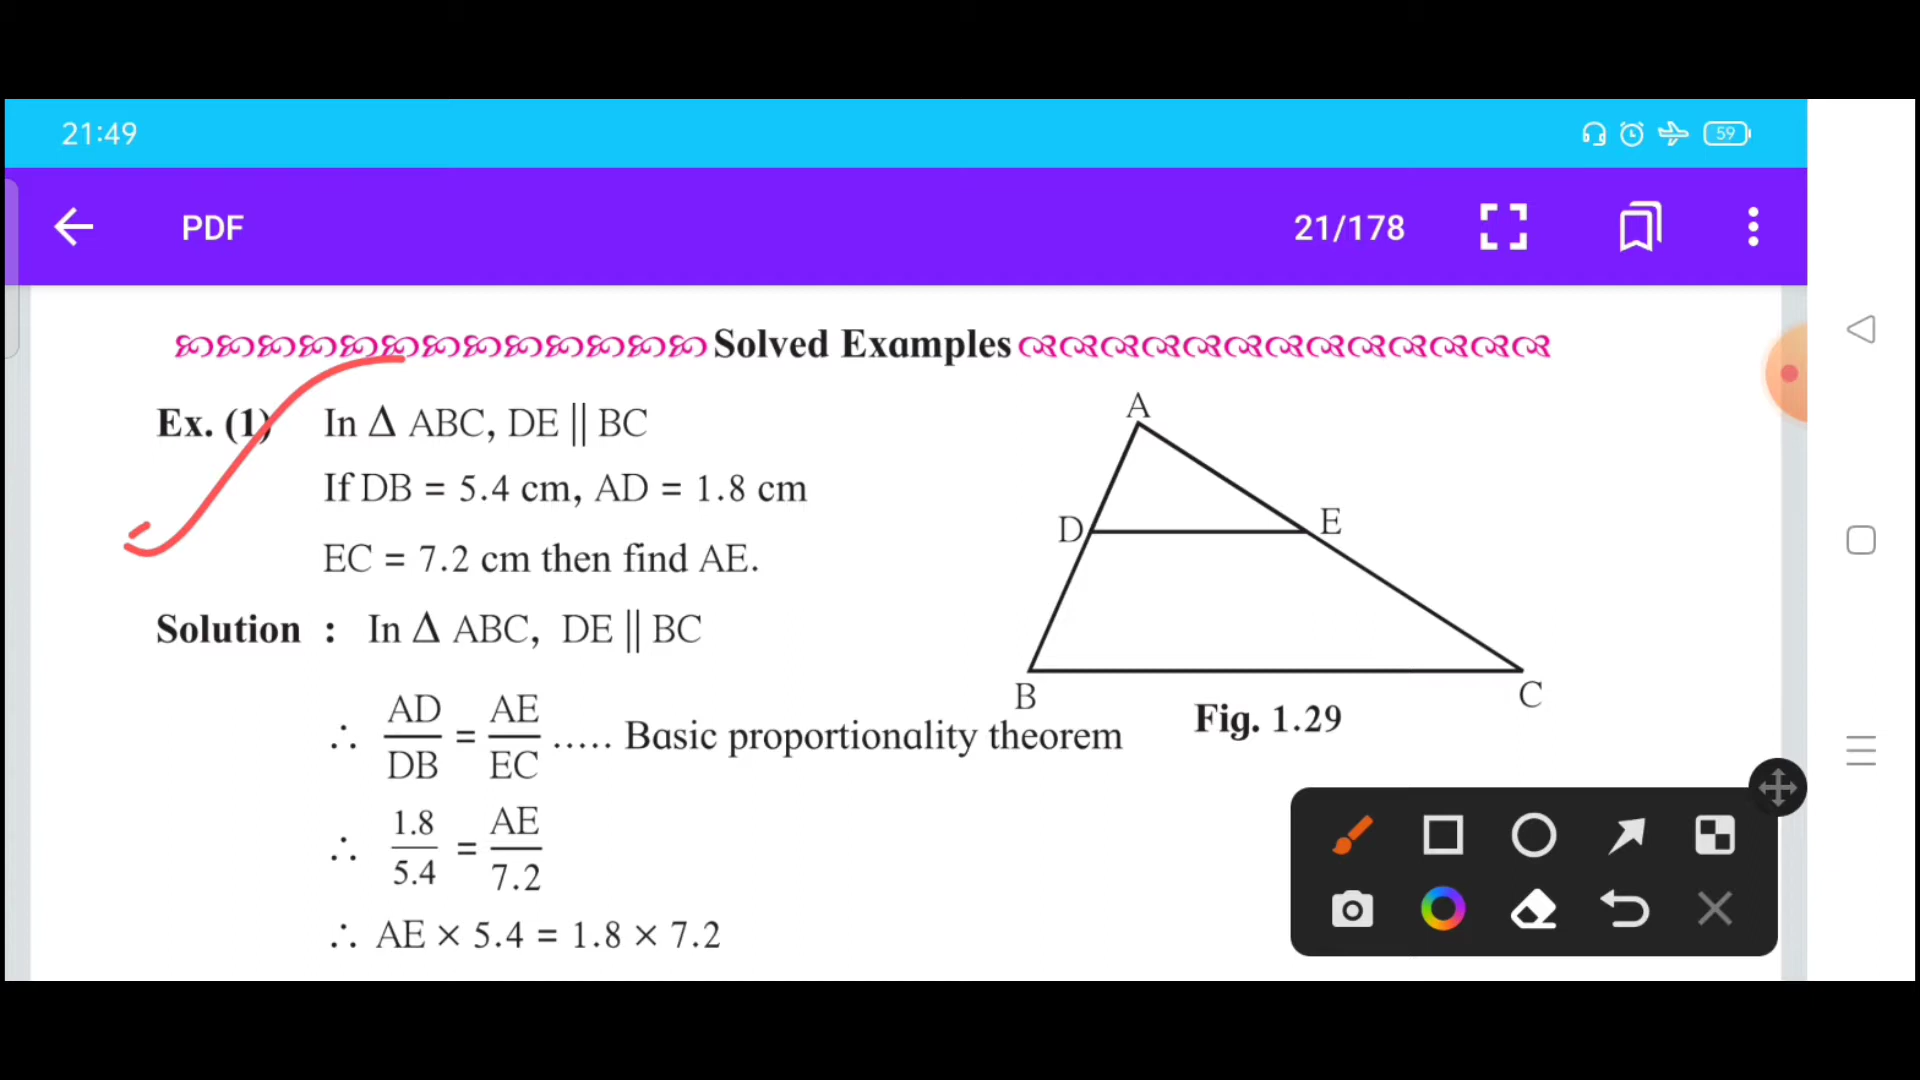 21:49
59
PDF
21/178
Solved Examples
Ex. (1) In Δ ABC, DE || BC
If DB = 5.4 cm, AD = 1.8 cm
EC = 7.2 cm then find AE.
Solution : In Δ ABC, DE || BC
∴ AD/DB = AE/EC ..... Basic proportionality theorem
∴ 1.8/5.4 = AE/7.2
∴ AE × 5.4 = 1.8 × 7.2
A
D
E
B
C
Fig. 1.29